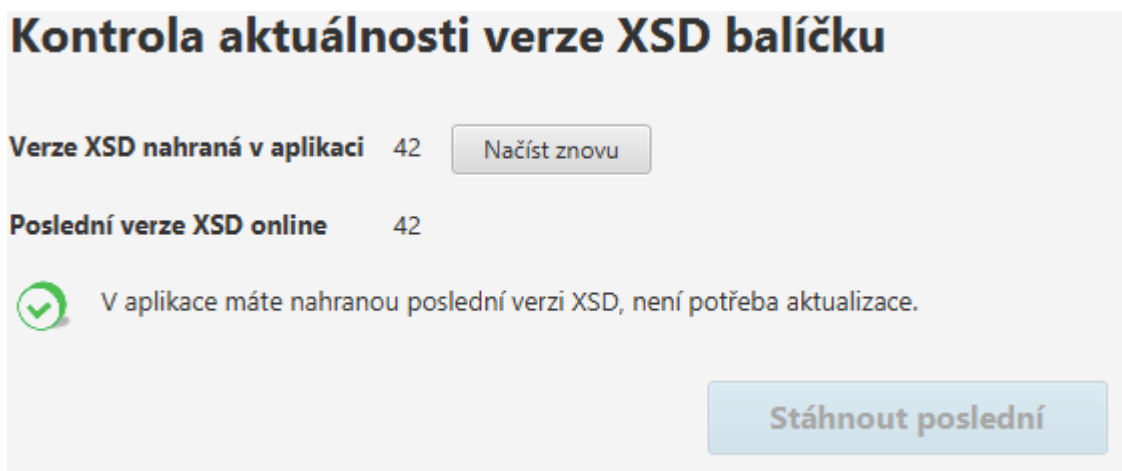 Kontrola aktuálnosti verze XSD balíčku
Verze XSD nahraná v aplikaci 42 Načíst znovu
Poslední verze XSD online 42
V aplikace máte nahranou poslední verzi XSD, není potřeba aktualizace.
Stáhnout poslední